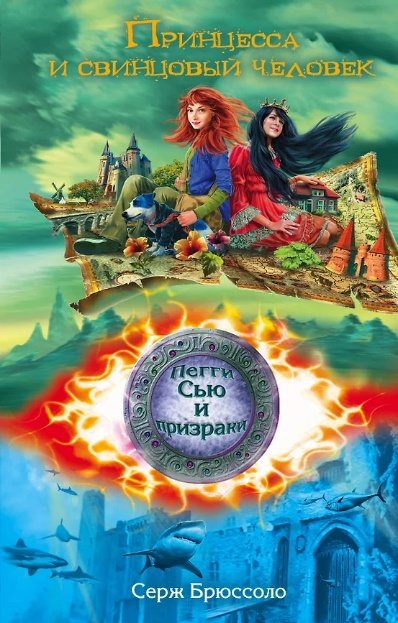 Принцесса
и свинцовый человек
Пегги
Сью и
призраки
Серж Брюссоло